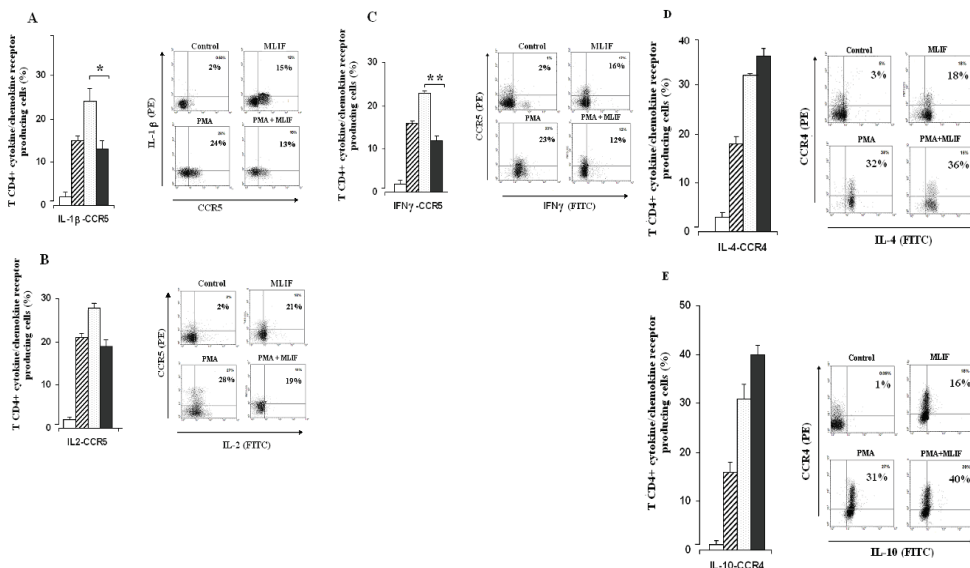 A
T CD4+ cytokine/chemokine receptor
producing cells (%)
30
20
10
0
*
IL-1β-CCR5
Control
2%
MLIF
15%
PMA
24%
PMA + MLIF
13%
IL-1 β (PE)
CCR5
B
T CD4+ cytokine/chemokine receptor
producing cells (%)
30
20
10
0
IL2-CCR5
Control
2%
MLIF
21%
PMA
28%
PMA + MLIF
19%
CCR5 (PE)
IL-2 (FITC)
C
T CD4+ cytokine/chemokine receptor
producing cells (%)
30
20
10
0
**
IFNγ-CCR5
Control
2%
MLIF
16%
PMA
23%
PMA + MLIF
12%
CCR5 (PE)
IFNγ (FITC)
D
T CD4+ cytokine/chemokine receptor
producing cells (%)
40
30
20
10
0
IL-4-CCR4
Control
3%
MLIF
18%
PMA
32%
PMA+MLIF
36%
CCR4 (PE)
IL-4 (FITC)
E
T CD4+ cytokine/chemokine receptor
producing cells (%)
50
40
30
20
10
0
IL-10-CCR4
Control
1%
MLIF
16%
PMA
31%
PMA+MLIF
40%
CCR4 (PE)
IL-10 (FITC)